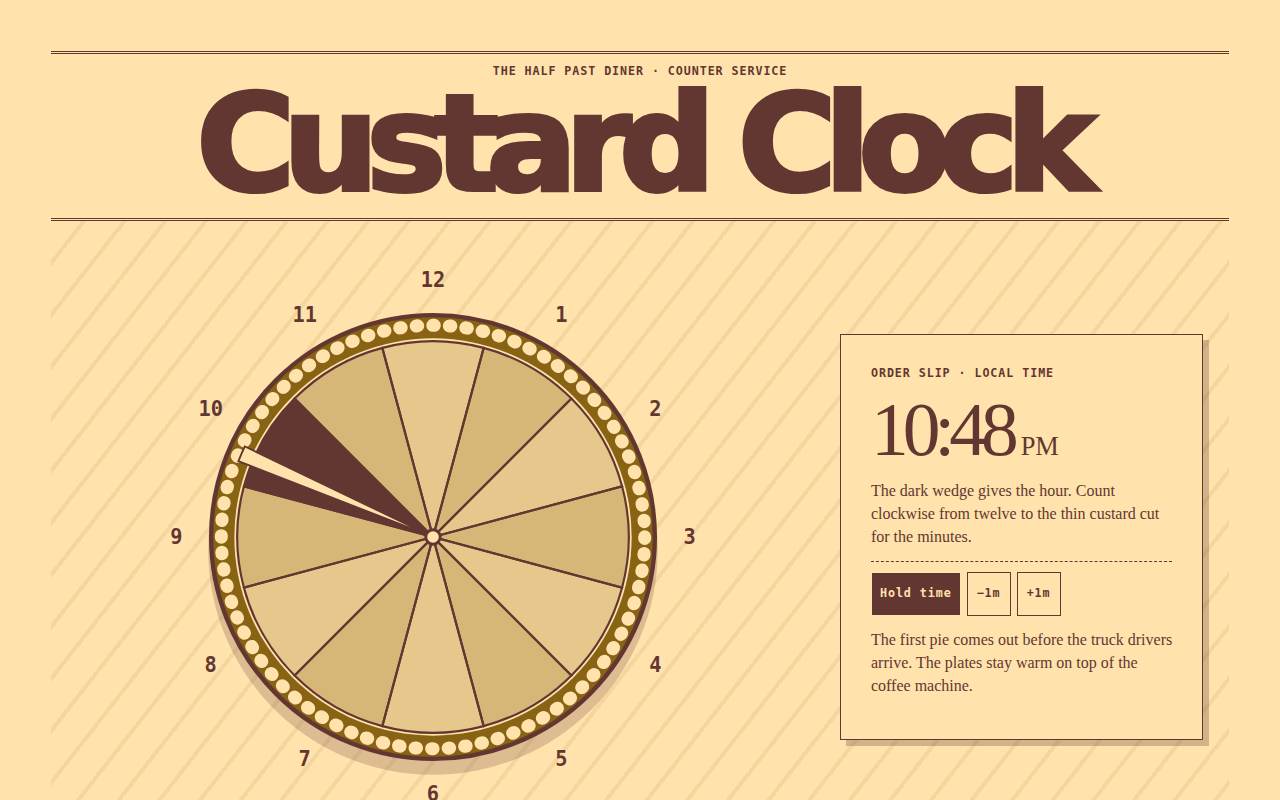 THE HALF PAST DINER · COUNTER SERVICE
Custard Clock
12
11
1
10
2
9
3
8
4
7
5
6
ORDER SLIP · LOCAL TIME
10:48 PM
The dark wedge gives the hour. Count
clockwise from twelve to the thin custard cut
for the minutes.
Hold time −1m +1m
The first pie comes out before the truck drivers
arrive. The plates stay warm on top of the
coffee machine.